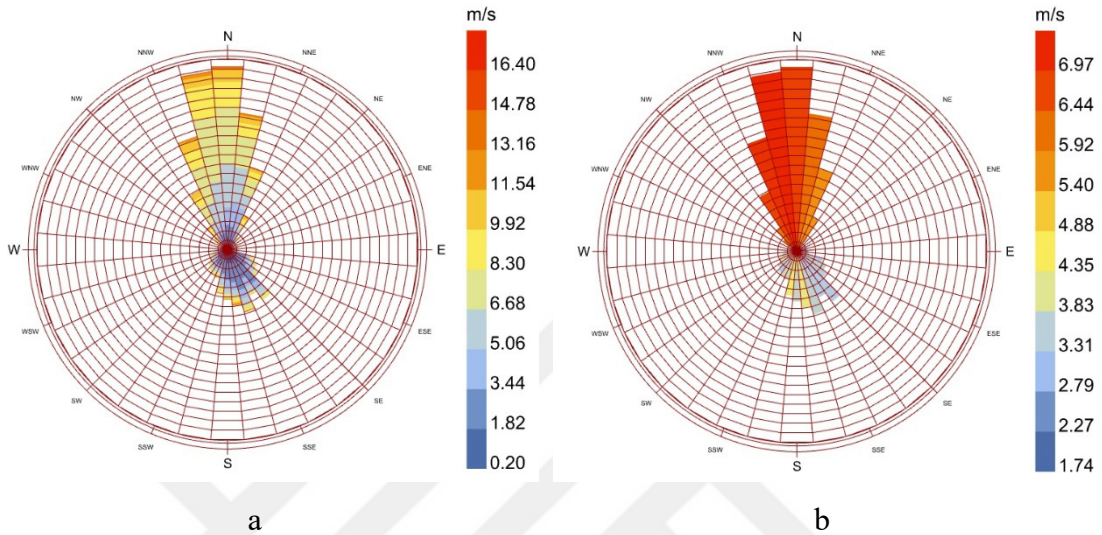 m/s
N
NNW
NNE
NW
NE
WNW
ENE
W
E
WSW
ESE
SW
SE
SSW
SSE
S
16.40
14.78
13.16
11.54
9.92
8.30
6.68
5.06
3.44
1.82
0.20
a
m/s
N
NNW
NNE
NW
NE
WNW
ENE
W
E
WSW
ESE
SW
SE
SSW
SSE
S
6.97
6.44
5.92
5.40
4.88
4.35
3.83
3.31
2.79
2.27
1.74
b